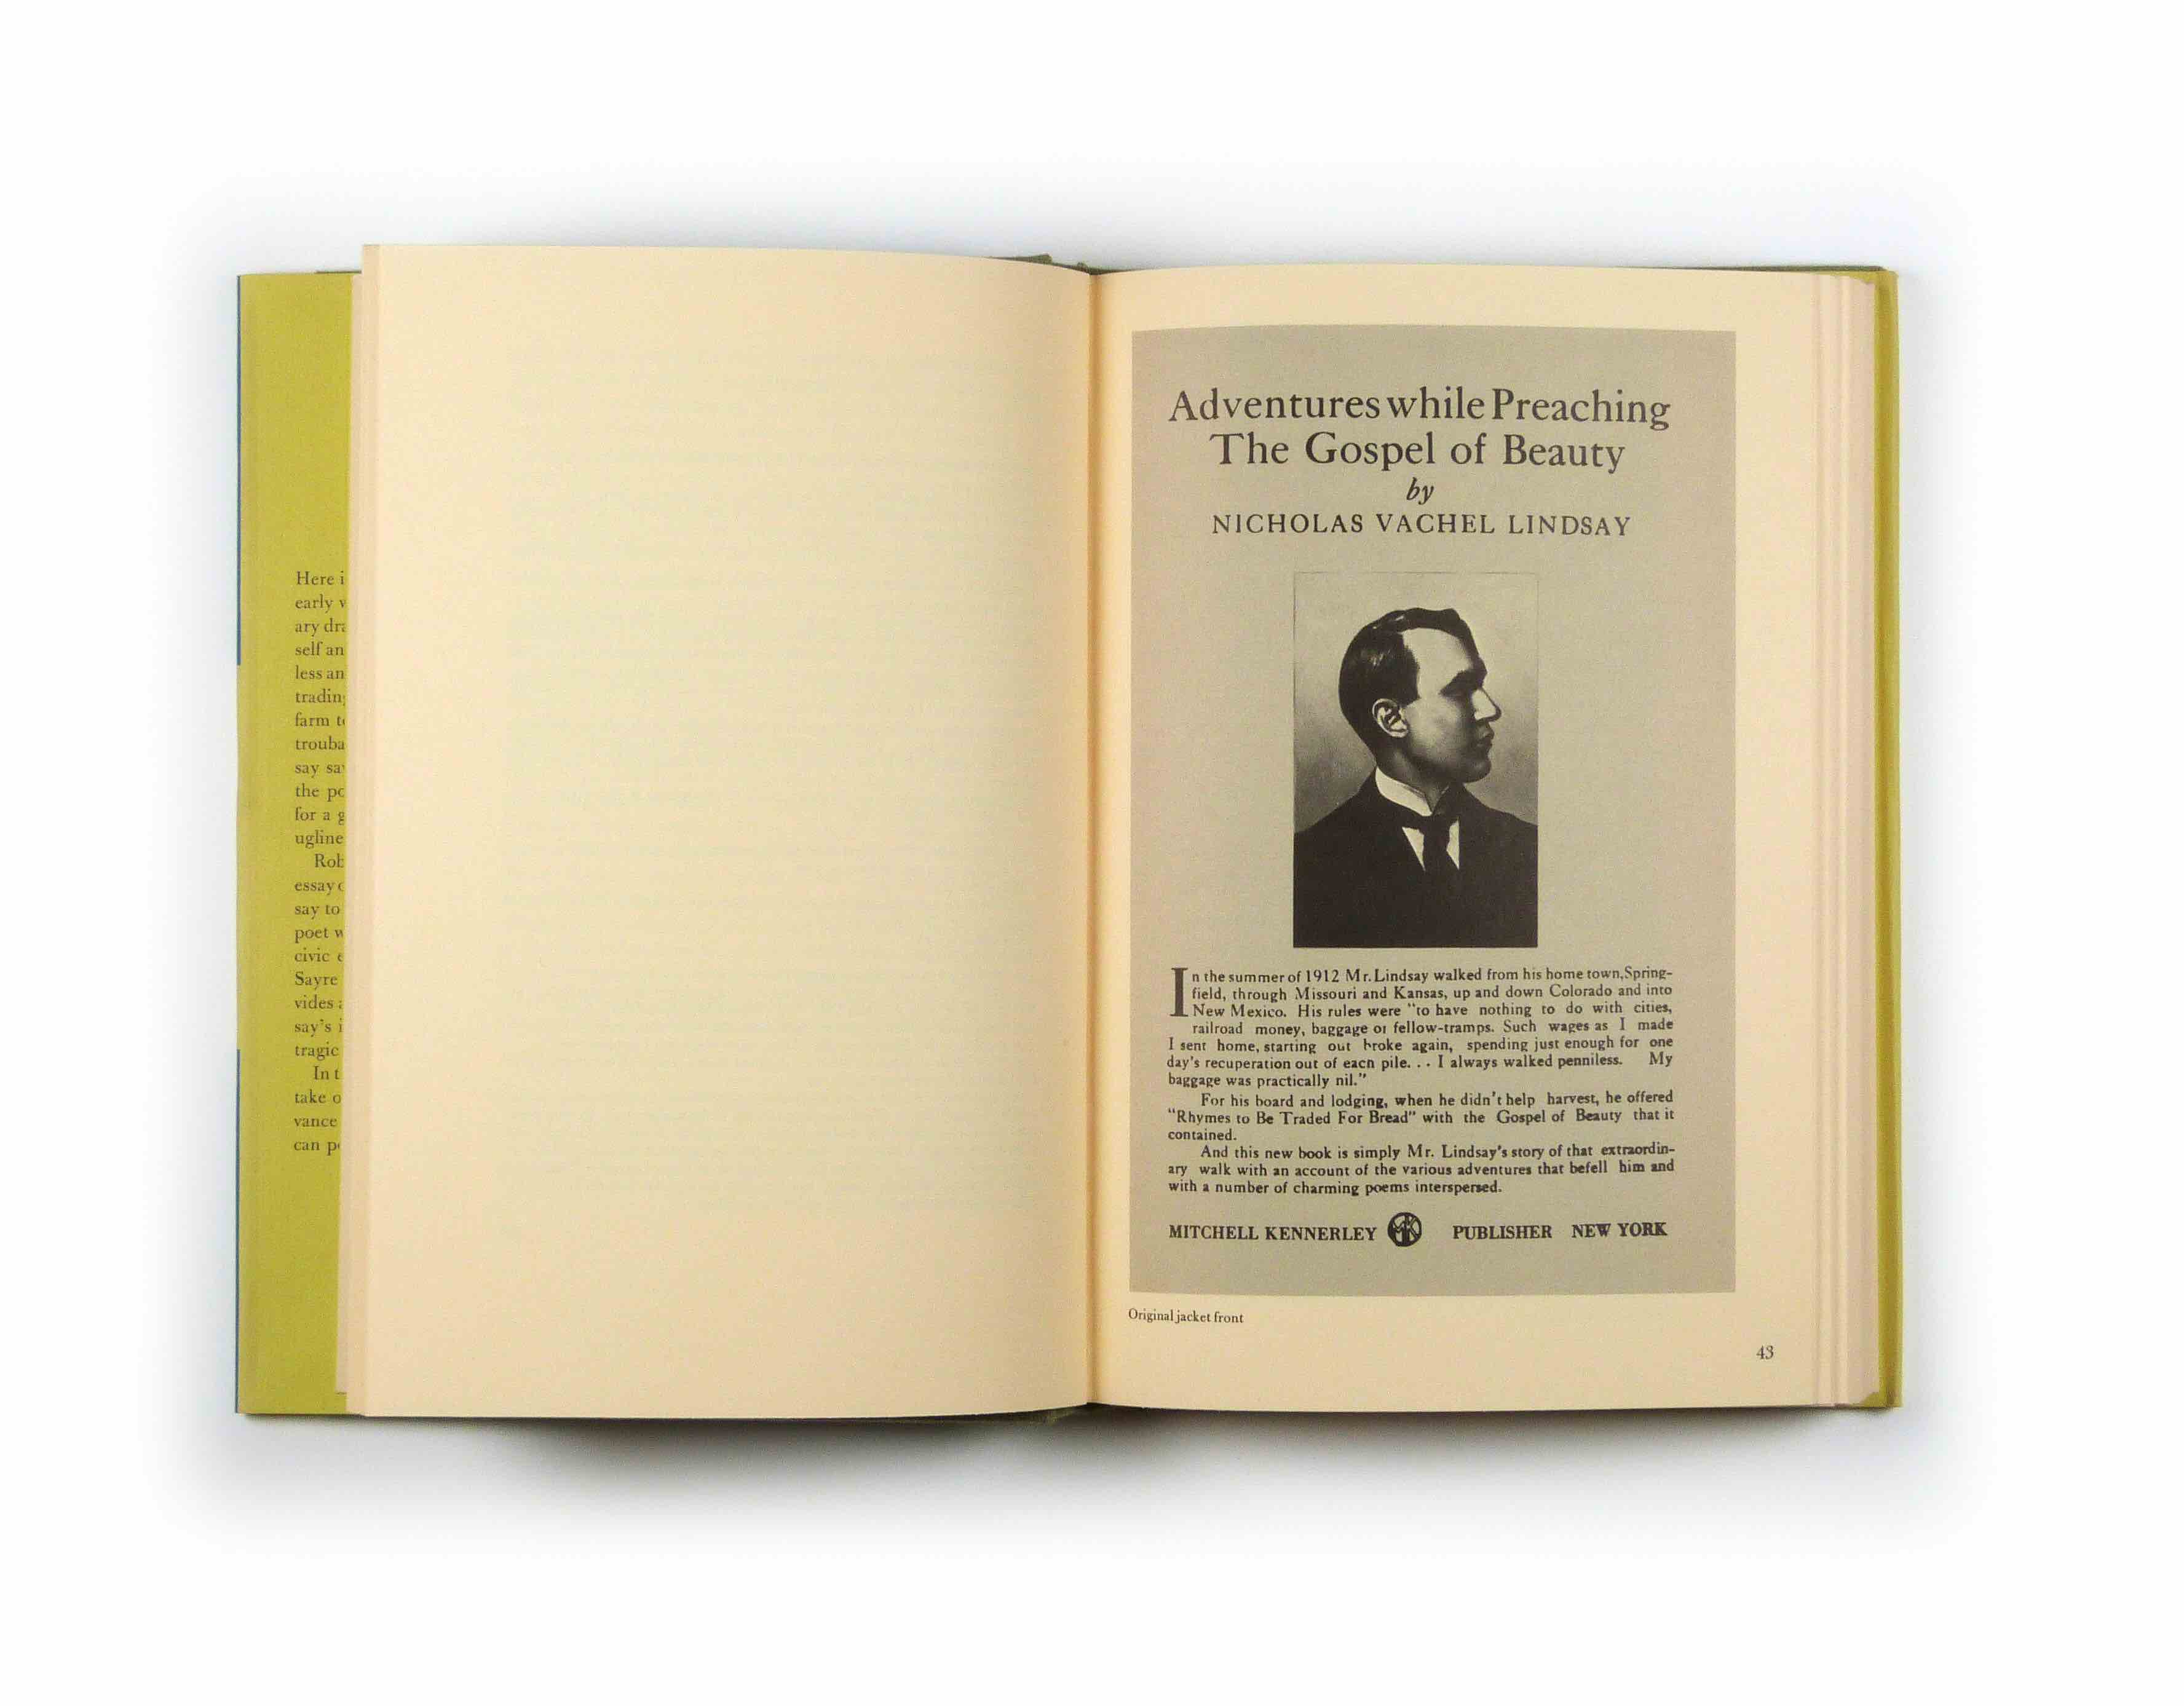 Here
early
ary
self an
less an
farm
say
the
for a
essay
say to
poet
civic
Sayre
vides
say's
tragic
In
take
vance
can
Adventures while Preaching
The Gospel of Beauty
by
NICHOLAS VACHEL LINDSAY
In the summer of 1912 Mr. Lindsay walked from his home town, Spring-
field, through Missouri and Kansas, up and down Colorado and into
New Mexico. His rules were "to have nothing to do with cities,
railroad money, baggage or fellow-tramps. Such wages as I made
I sent home, starting out broke again, spending just enough for one
day's recuperation out of each pile. . . I always walked penniless. My
baggage was practically nil."
For his board and lodging, when he didn't help harvest, he offered
"Rhymes to Be Traded For Bread" with the Gospel of Beauty that it
contained.
And this new book is simply Mr. Lindsay's story of that extraordin-
ary walk with an account of the various adventures that befell him and
with a number of charming poems interspersed.
MITCHELL KENNERLEY MK PUBLISHER NEW YORK
Original jacket front
43